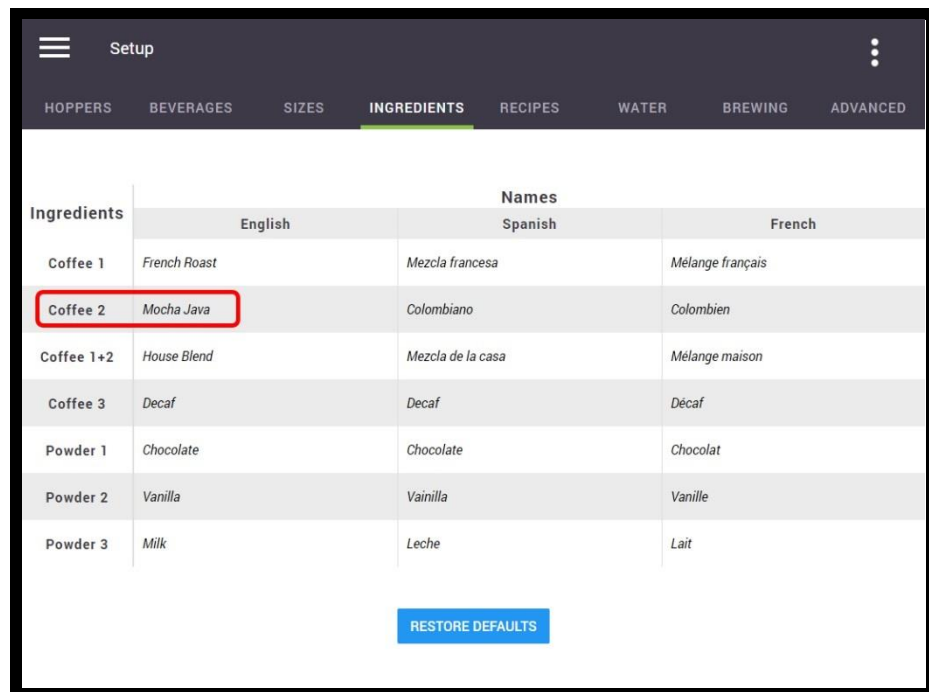 Setup
HOPPERS BEVERAGES SIZES INGREDIENTS RECIPES WATER BREWING ADVANCED
Ingredients Names
English Spanish French
Coffee 1 French Roast Mezcla francesa Mélange français
Coffee 2 Mocha Java Colombiano Colombien
Coffee 1+2 House Blend Mezcla de la casa Mélange maison
Coffee 3 Decaf Decaf Décaf
Powder 1 Chocolate Chocolate Chocolat
Powder 2 Vanilla Vainilla Vanille
Powder 3 Milk Leche Lait
RESTORE DEFAULTS